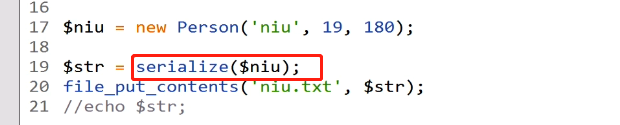 16
17 $niu = new Person('niu', 19, 180);
18
19 $str = serialize($niu);
20 file_put_contents('niu.txt', $str);
21 //echo $str;